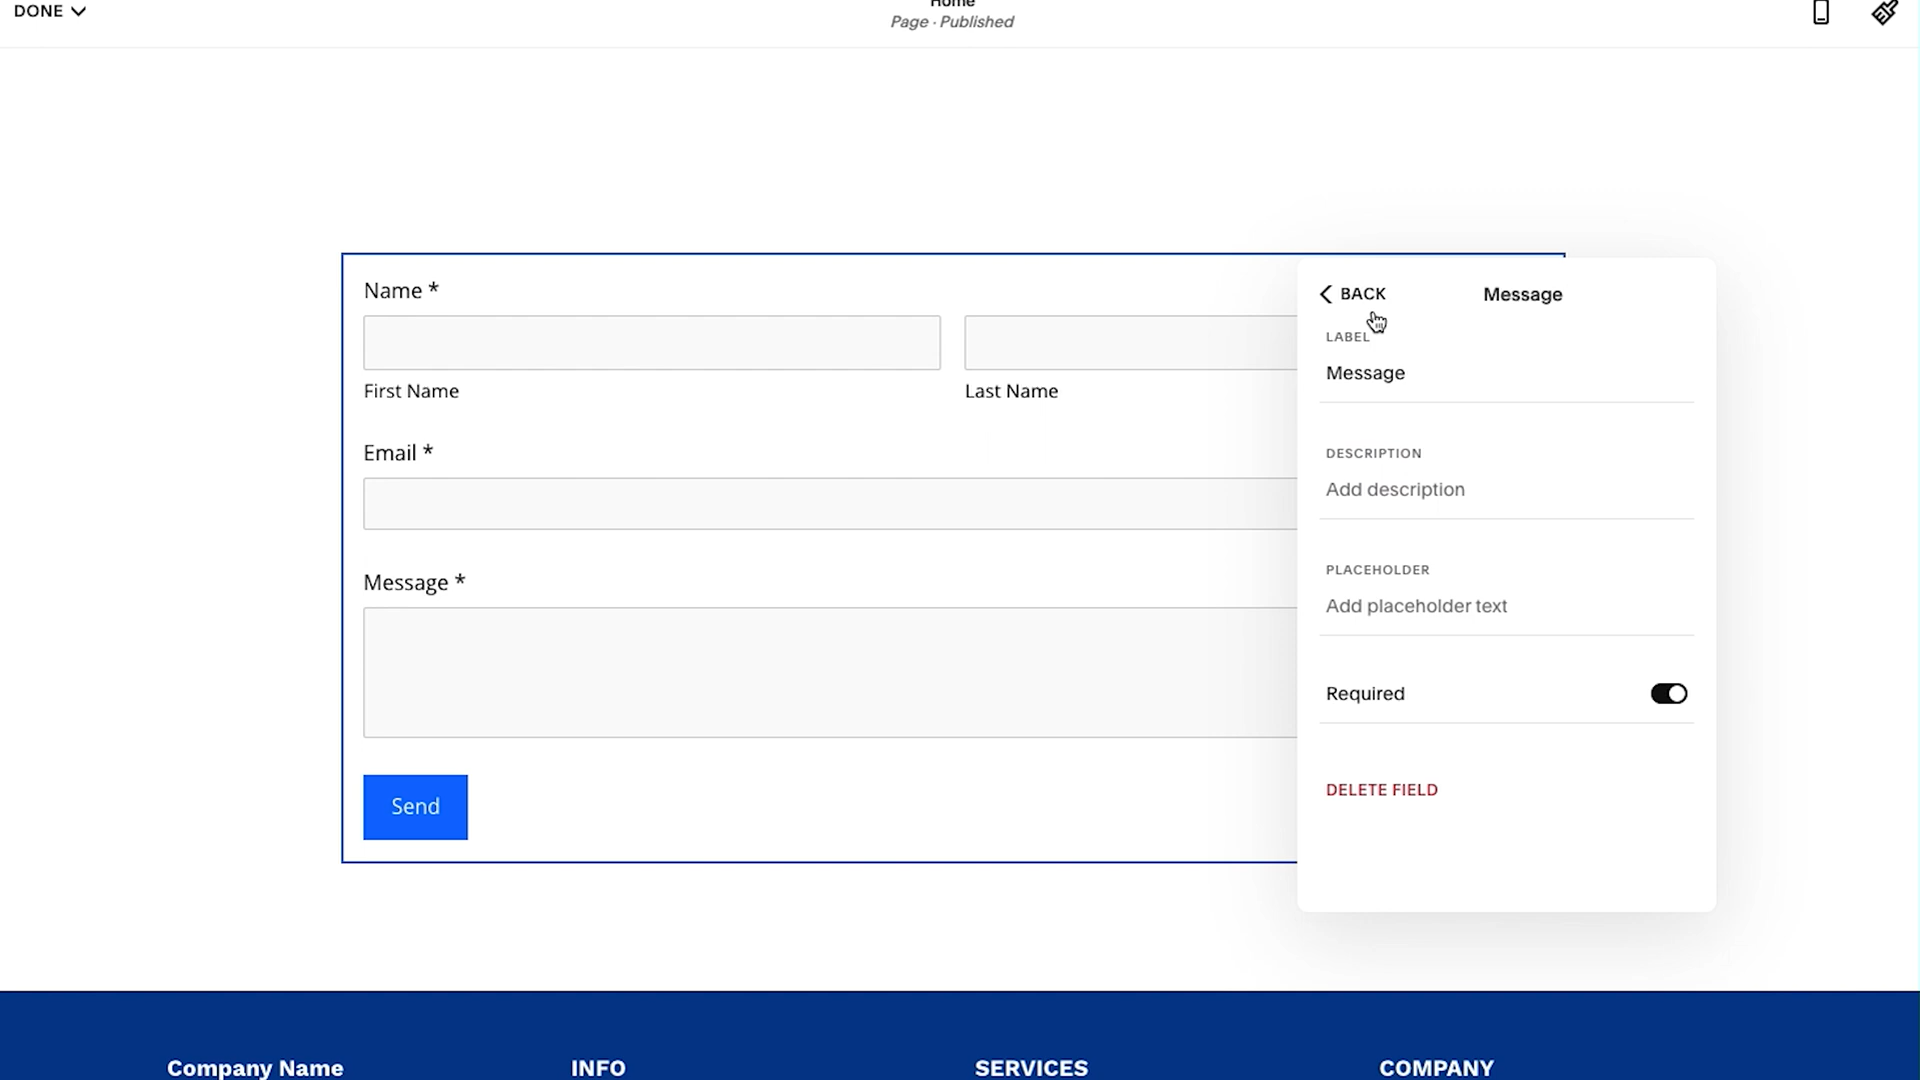 DONE
Home
Page · Published
Name *
First Name
Last Name
Email *
Message *
Send
BACK
Message
LABEL
Message
DESCRIPTION
Add description
PLACEHOLDER
Add placeholder text
Required
DELETE FIELD
Company Name
INFO
SERVICES
COMPANY